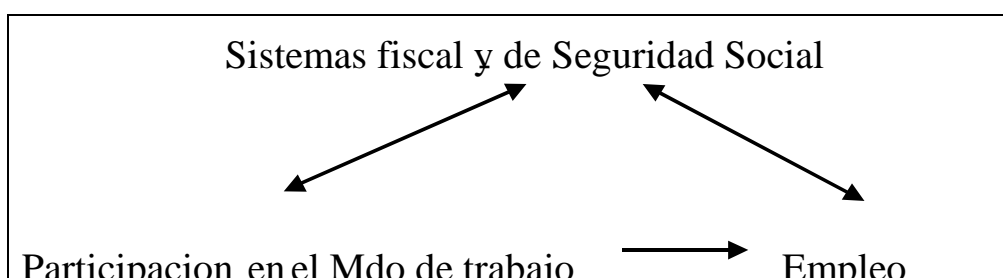 Sistemas fiscal y de Seguridad Social
Participacion en el Mdo de trabajo Empleo